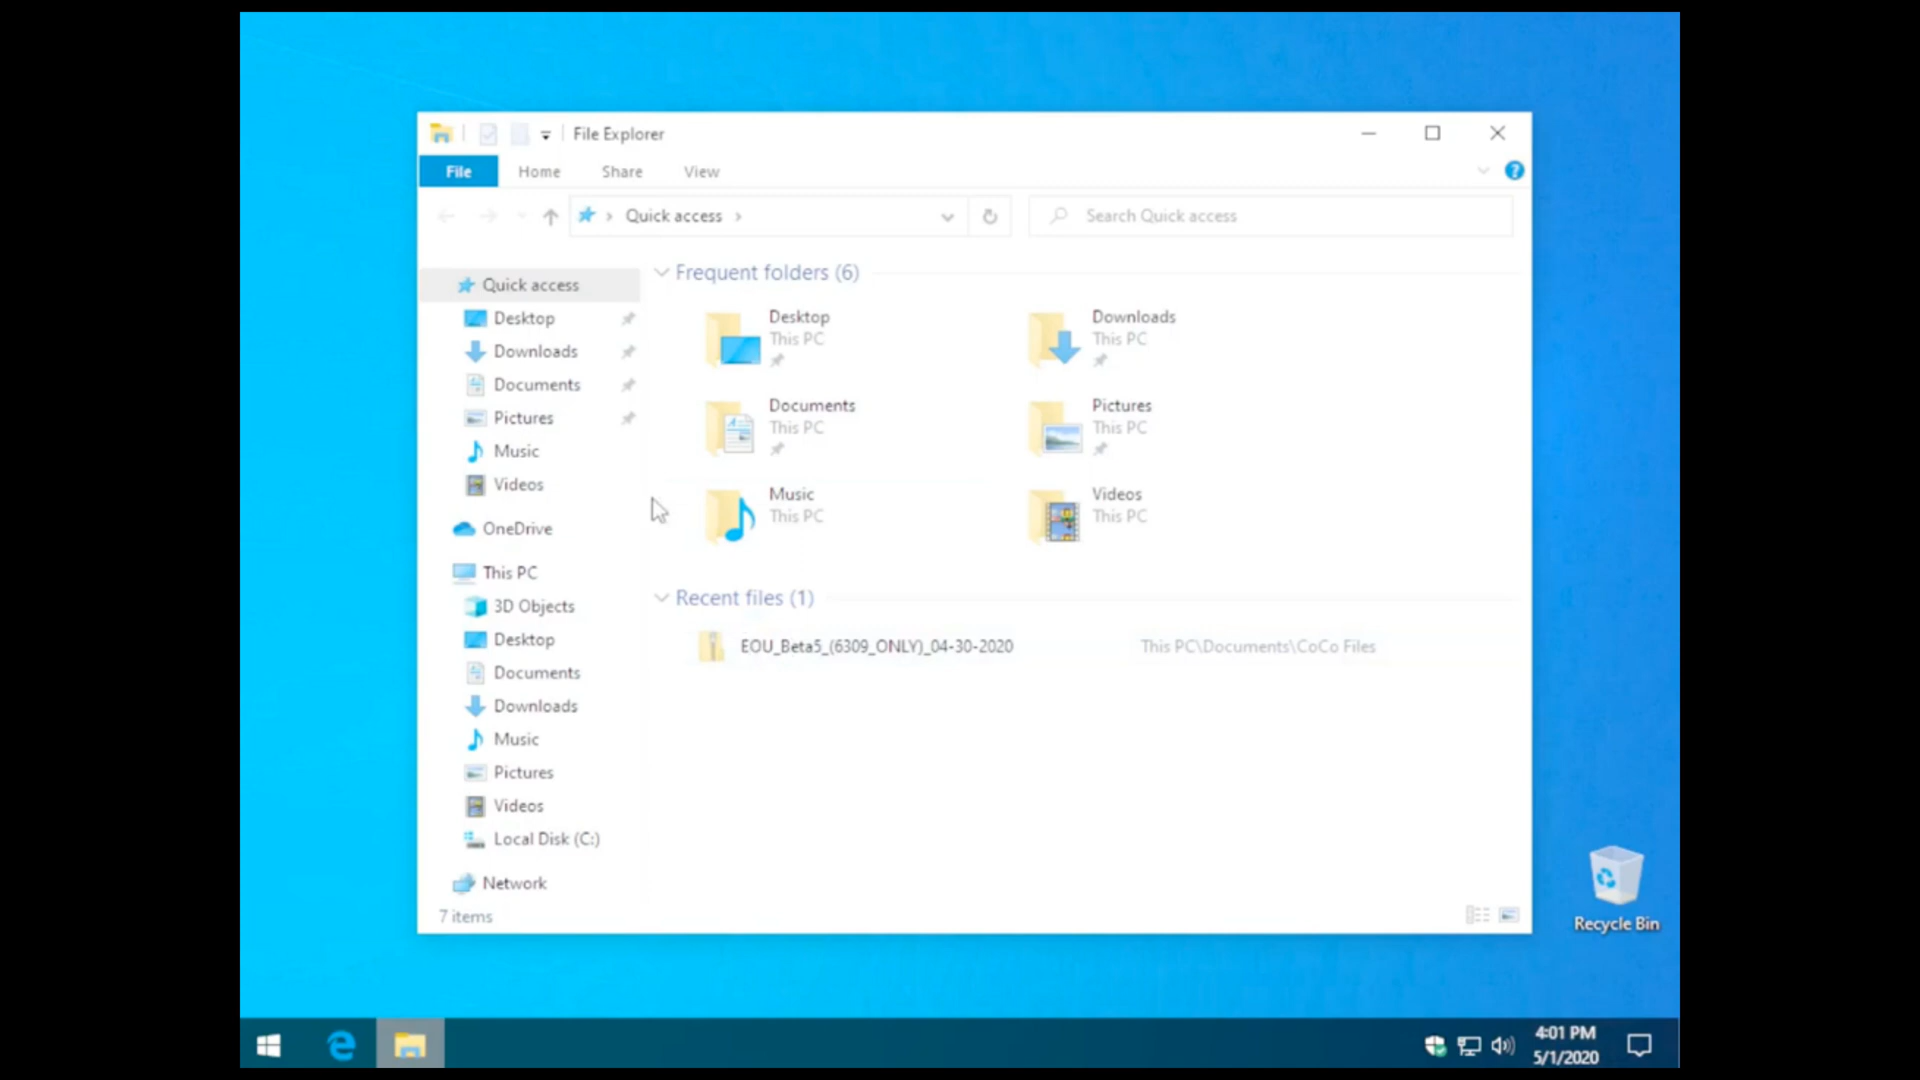 File Explorer
File Home Share View
Quick access
Search Quick access
Quick access
Desktop
Downloads
Documents
Pictures
Music
Videos
OneDrive
This PC
3D Objects
Desktop
Documents
Downloads
Music
Pictures
Videos
Local Disk (C:)
Network
7 items
Frequent folders (6)
Desktop
This PC
Downloads
This PC
Documents
This PC
Pictures
This PC
Music
This PC
Videos
This PC
Recent files (1)
EOU_Beta5_(6309_ONLY)_04-30-2020
This PC\Documents\CoCo Files
Recycle Bin
4:01 PM
5/1/2020